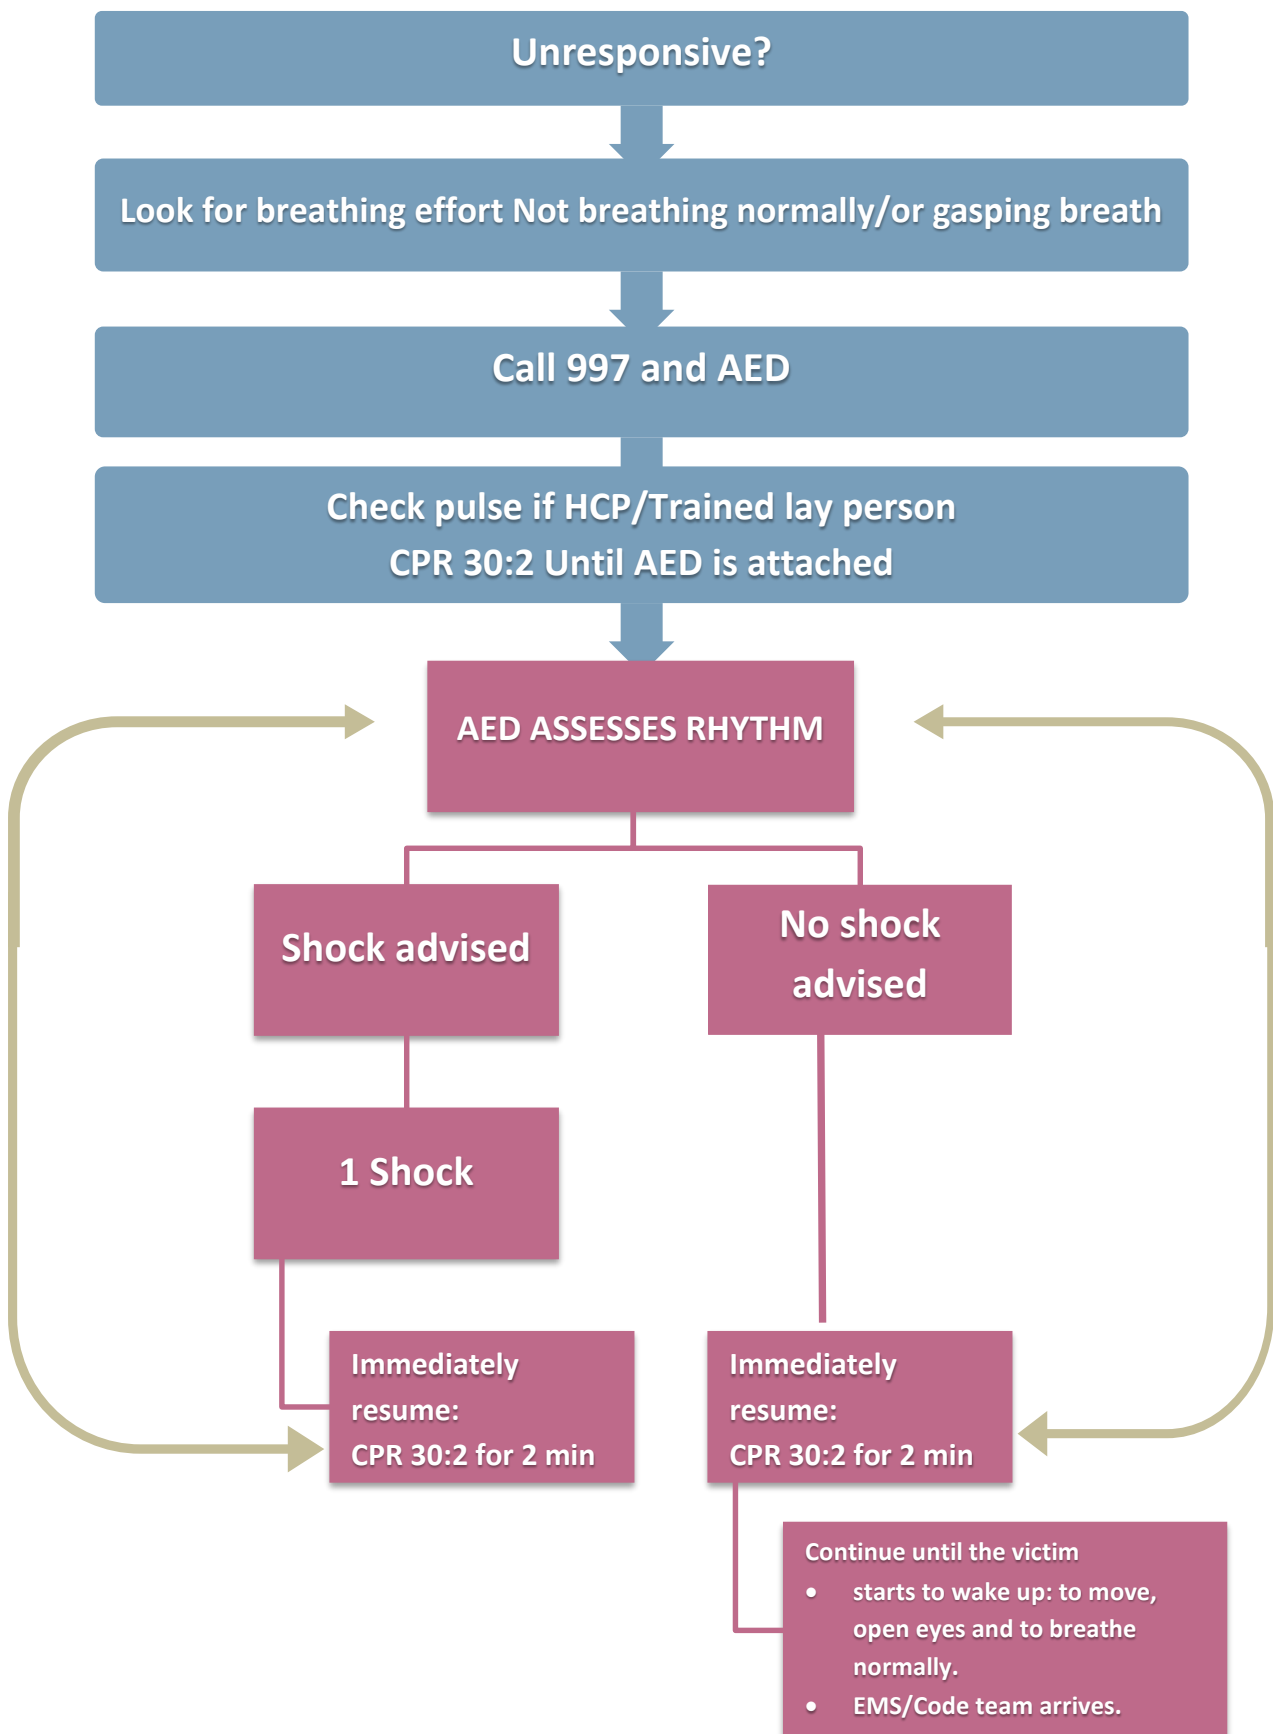 Unresponsive?
Look for breathing effort Not breathing normally/or gasping breath
Call 997 and AED
Check pulse if HCP/Trained lay person
CPR 30:2 Until AED is attached
AED ASSESSES RHYTHM
Shock advised
No shock
advised
1 Shock
Immediately
resume:
CPR 30:2 for 2 min
Immediately
resume:
CPR 30:2 for 2 min
Continue until the victim
• starts to wake up: to move,
open eyes and to breathe
normally.
• EMS/Code team arrives.